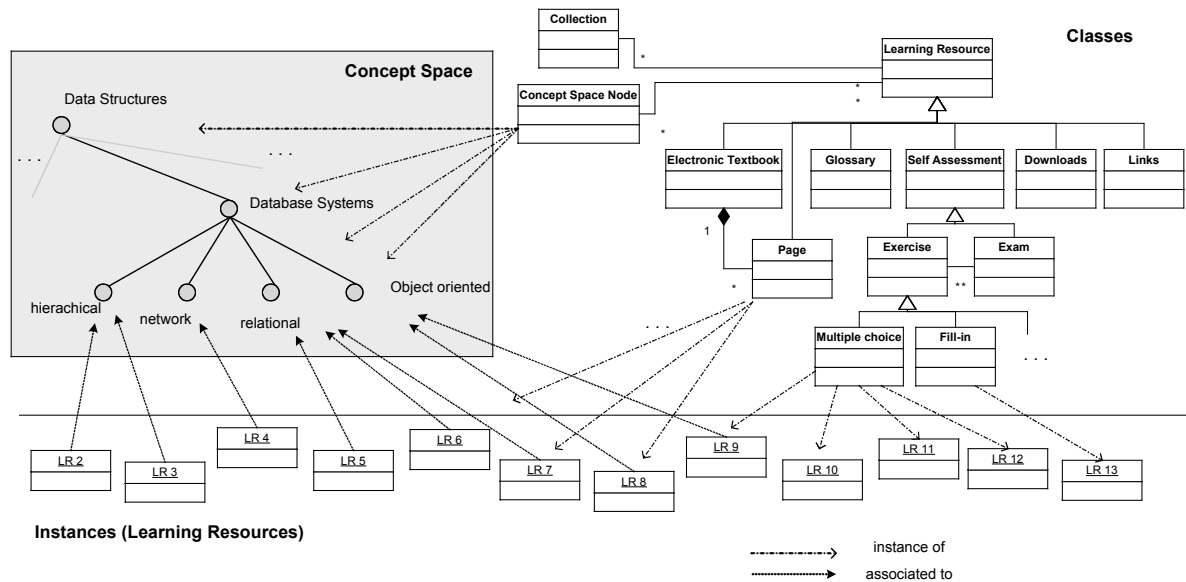 Collection
Classes
Learning Resource
*
Concept Space
Concept Space Node
*
*
Data Structures
*
. . .
. . .
Electronic Textbook
Glossary
Self Assessment
Downloads
Links
Database Systems
1
Page
Exercise
Exam
*
**
hierachical
network
relational
Object oriented
. . .
Multiple choice
Fill-in
. . .
LR 2
LR 3
LR 4
LR 5
LR 6
LR 7
LR 8
LR 9
LR 10
LR 11
LR 12
LR 13
Instances (Learning Resources)
instance of
associated to